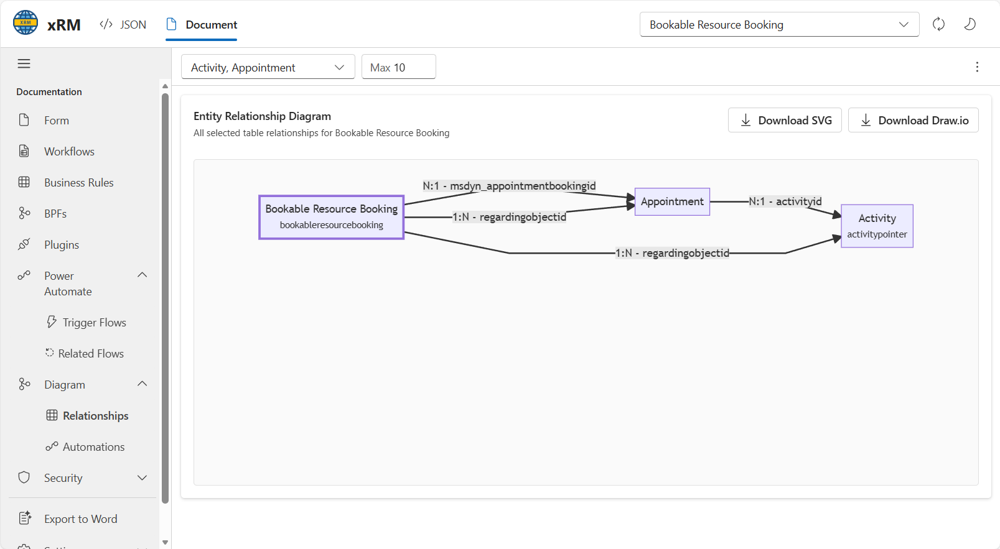 XRM
xRM
JSON
Document
Bookable Resource Booking
Activity, Appointment
Max 10
Documentation
Form
Workflows
Business Rules
BPFs
Plugins
Power
Automate
Trigger Flows
Related Flows
Diagram
Relationships
Automations
Security
Export to Word
Entity Relationship Diagram
All selected table relationships for Bookable Resource Booking
Download SVG
Download Draw.io
N:1 - msdyn_appointmentbookingid
Bookable Resource Booking
bookableresourcebooking
1:N - regardingobjectid
Appointment
N:1 - activityid
Activity
activitypointer
1:N - regardingobjectid